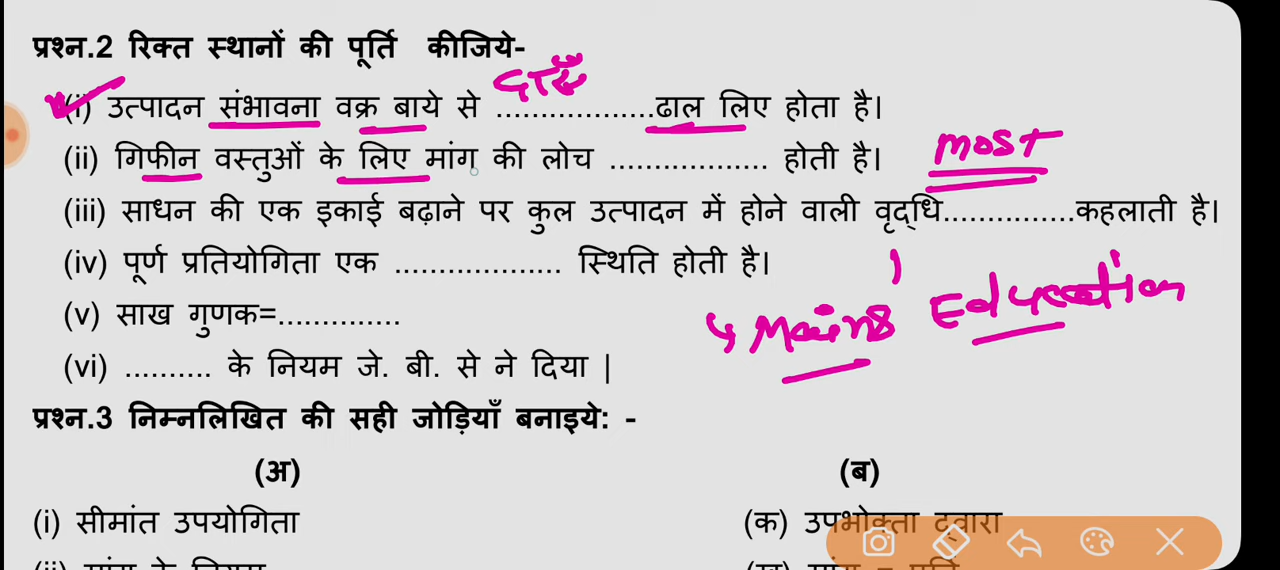 प्रश्न.2 रिक्त स्थानों की पूर्ति कीजिये-
दाएँ
(i) उत्पादन संभावना वक्र बाये से ...................ढाल लिए होता है।
(ii) गिफीन वस्तुओं के लिए मांग की लोच .................. होती है। most
(iii) साधन की एक इकाई बढ़ाने पर कुल उत्पादन में होने वाली वृद्धि...............कहलाती है।
(iv) पूर्ण प्रतियोगिता एक ................... स्थिति होती है।
Mains Education
(v) साख गुणक=..............
(vi) .......... के नियम जे. बी. से ने दिया |
प्रश्न.3 निम्नलिखित की सही जोड़ियाँ बनाइये: -
(अ) (ब)
(i) सीमांत उपयोगिता (क) उपभोक्ता द्वारा